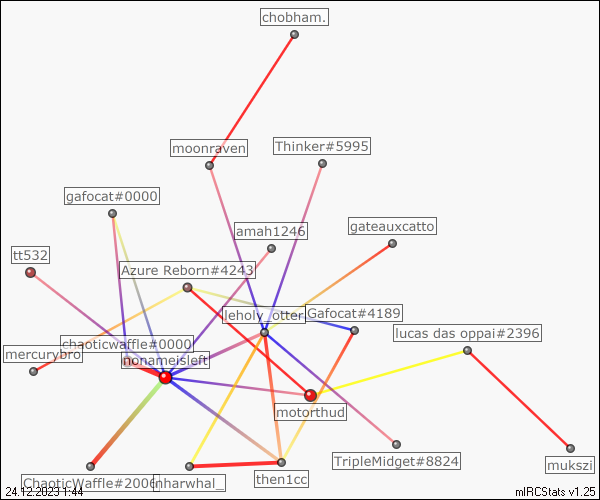 chobham.
moonraven
Thinker#5995
gafocat#0000
amah1246
gateauxcatto
tt532
Azure Reborn#4243
leholy_otter
Gafocat#4189
lucas das oppai#2396
chaoticwaffle#0000
mercurybro
nonameisleft
motorthud
TripleMidget#8824
mukszi
ChaoticWaffle#2006
nharwhal_
then1cc
24.12.2023 1:44
mIRCStats v1.25